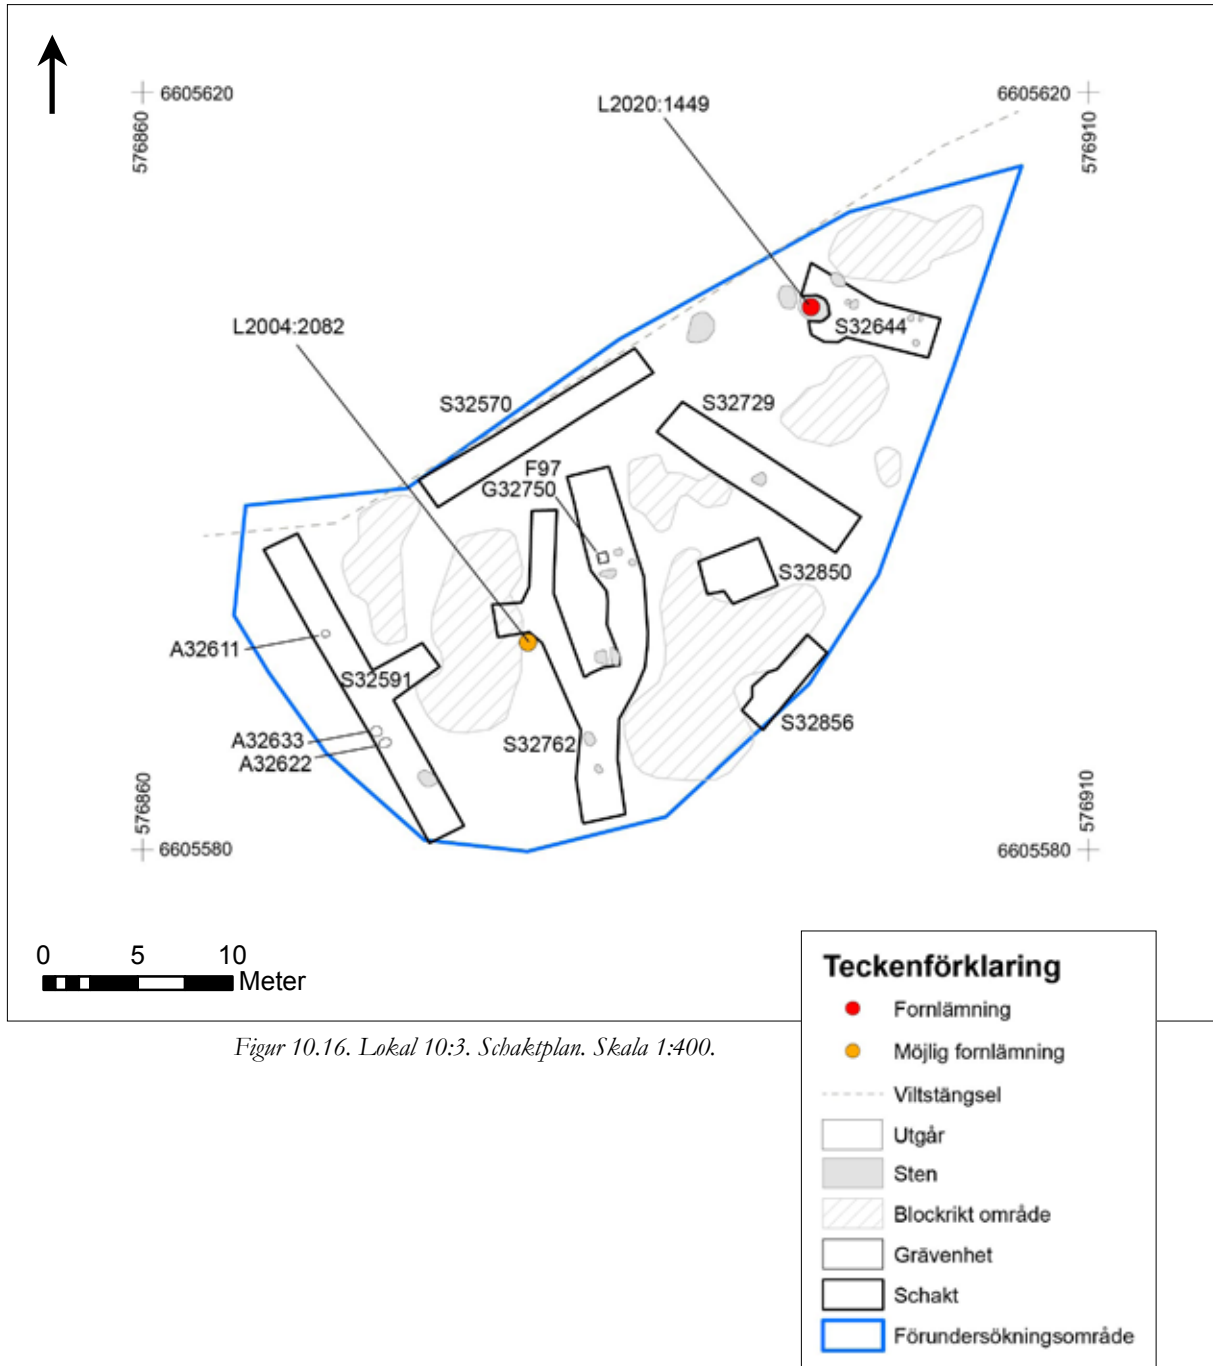 6605620
6605620
576860
576910
L2020:1449
L2004:2082
S32644
S32570
S32729
F97
G32750
S32850
A32611
S32591
A32633
A32622
S32762
S32856
576860
576910
6605580
6605580
0 5 10
Meter
Teckenförklaring
Fornlämning
Möjlig fornlämning
Viltstängsel
Utgår
Sten
Blockrikt område
Grävenhet
Schakt
Förundersökningsområde
Figur 10.16. Lokal 10:3. Schaktplan. Skala 1:400.